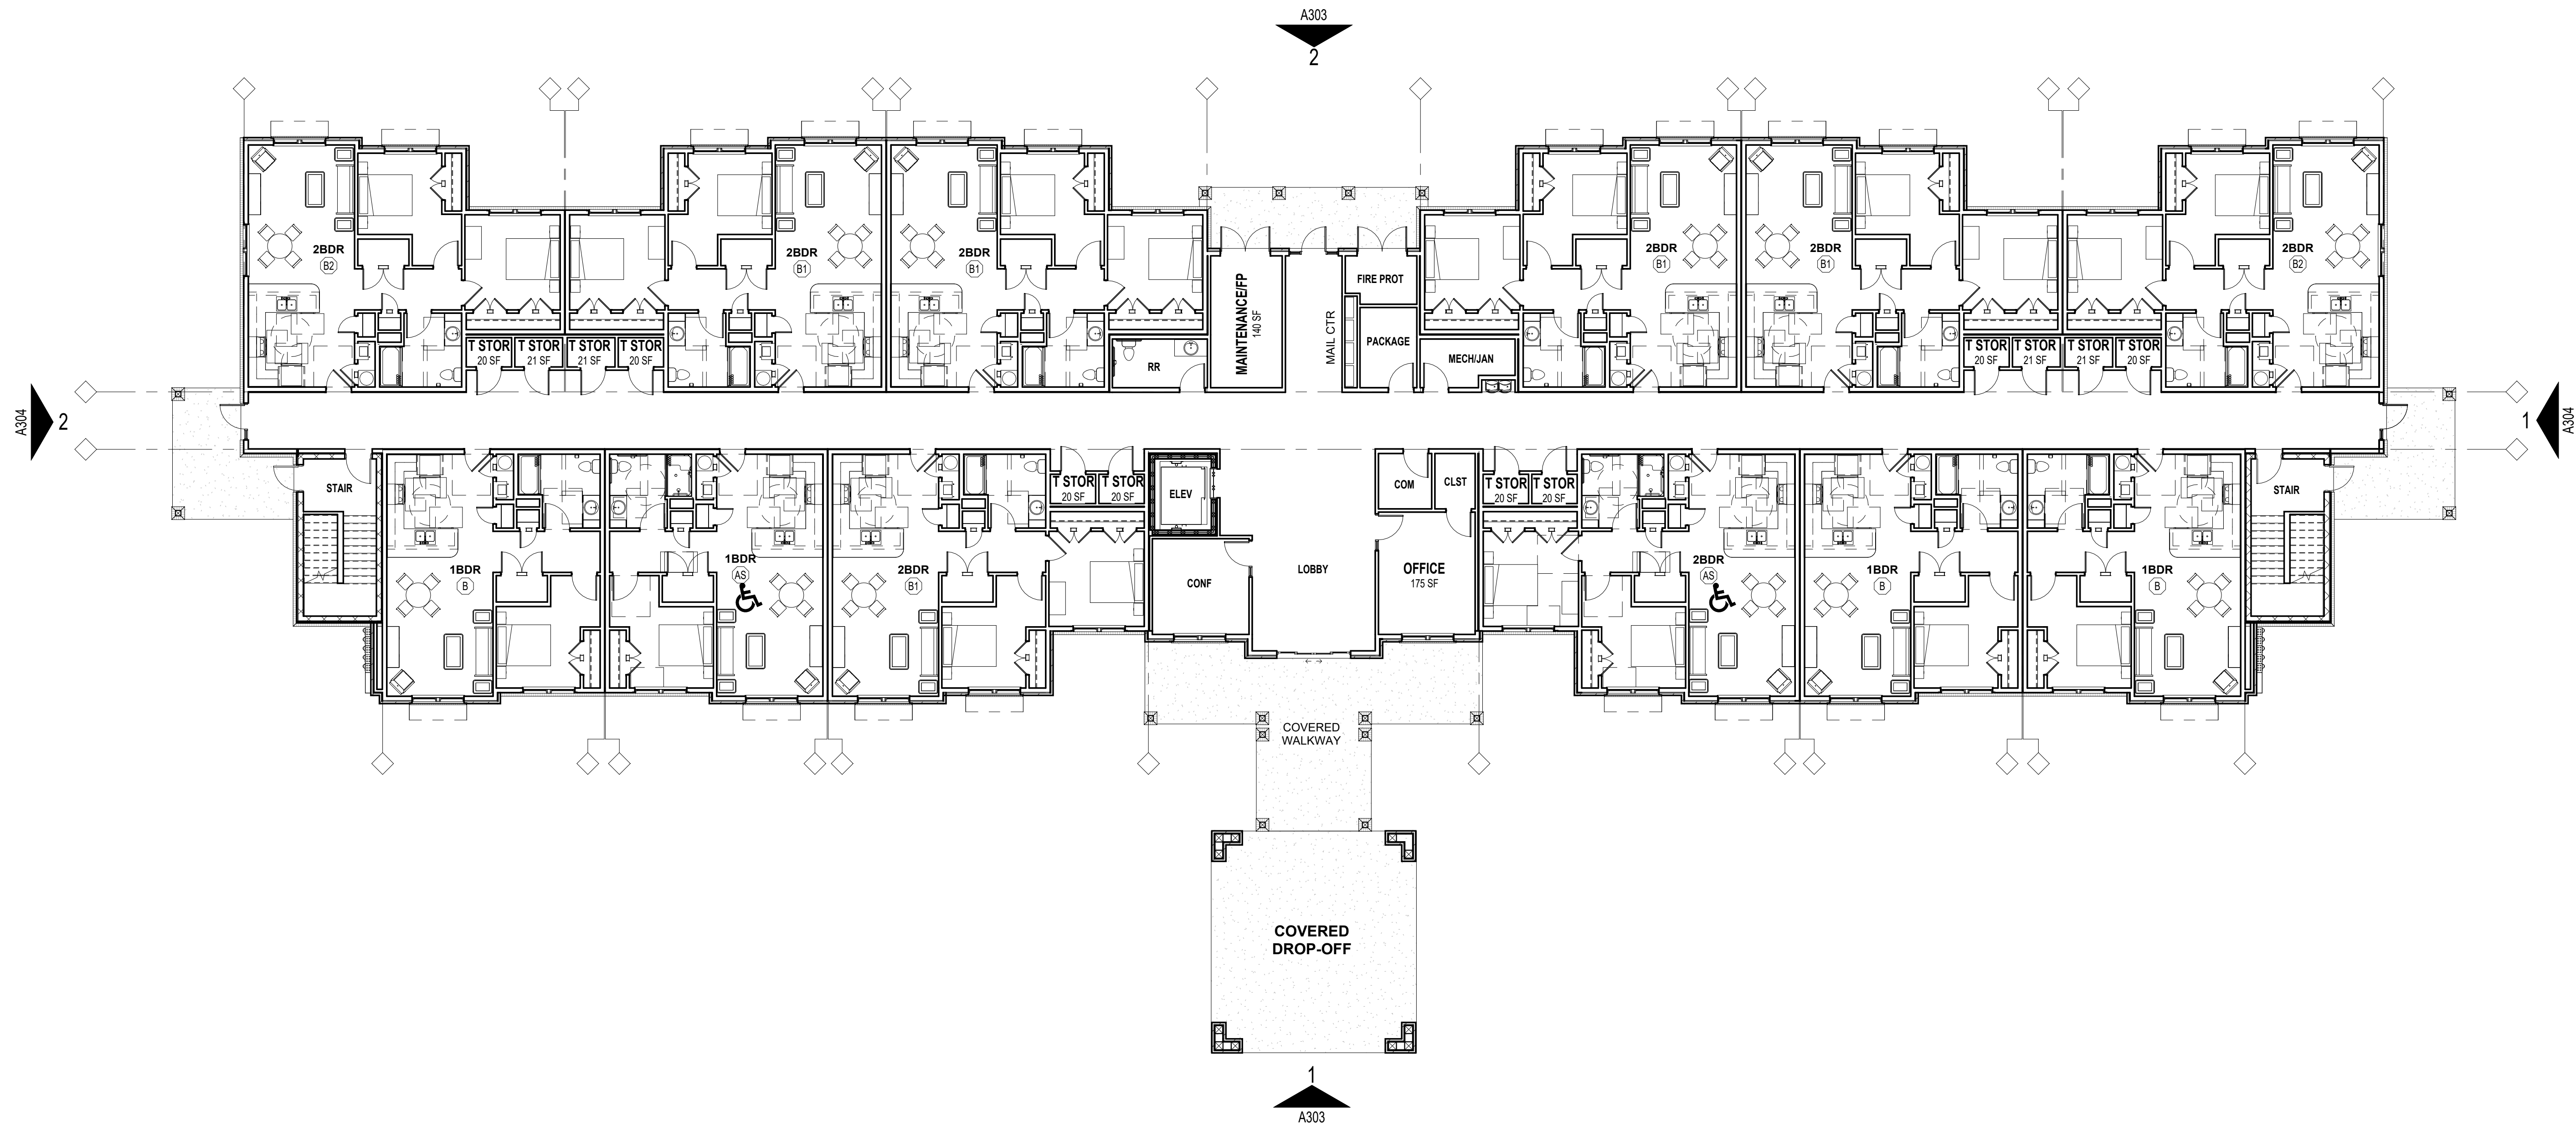 A303
2
2BDR
B2
2BDR
B1
2BDR
B1
2BDR
B1
2BDR
B1
2BDR
B2
MAINTENANCE/FP
140 SF
FIRE PROT
MAIL CTR
PACKAGE
MECH/JAN
RR
T STOR
20 SF
T STOR
21 SF
T STOR
21 SF
T STOR
20 SF
T STOR
20 SF
T STOR
21 SF
T STOR
21 SF
T STOR
20 SF
A304
2
1
A304
STAIR
1BDR
B
1BDR
AS
2BDR
B1
T STOR
20 SF
T STOR
20 SF
ELEV
CONF
LOBBY
COM
CLST
OFFICE
175 SF
T STOR
20 SF
T STOR
20 SF
2BDR
AS
1BDR
B
1BDR
B
STAIR
COVERED
WALKWAY
COVERED
DROP-OFF
1
A303